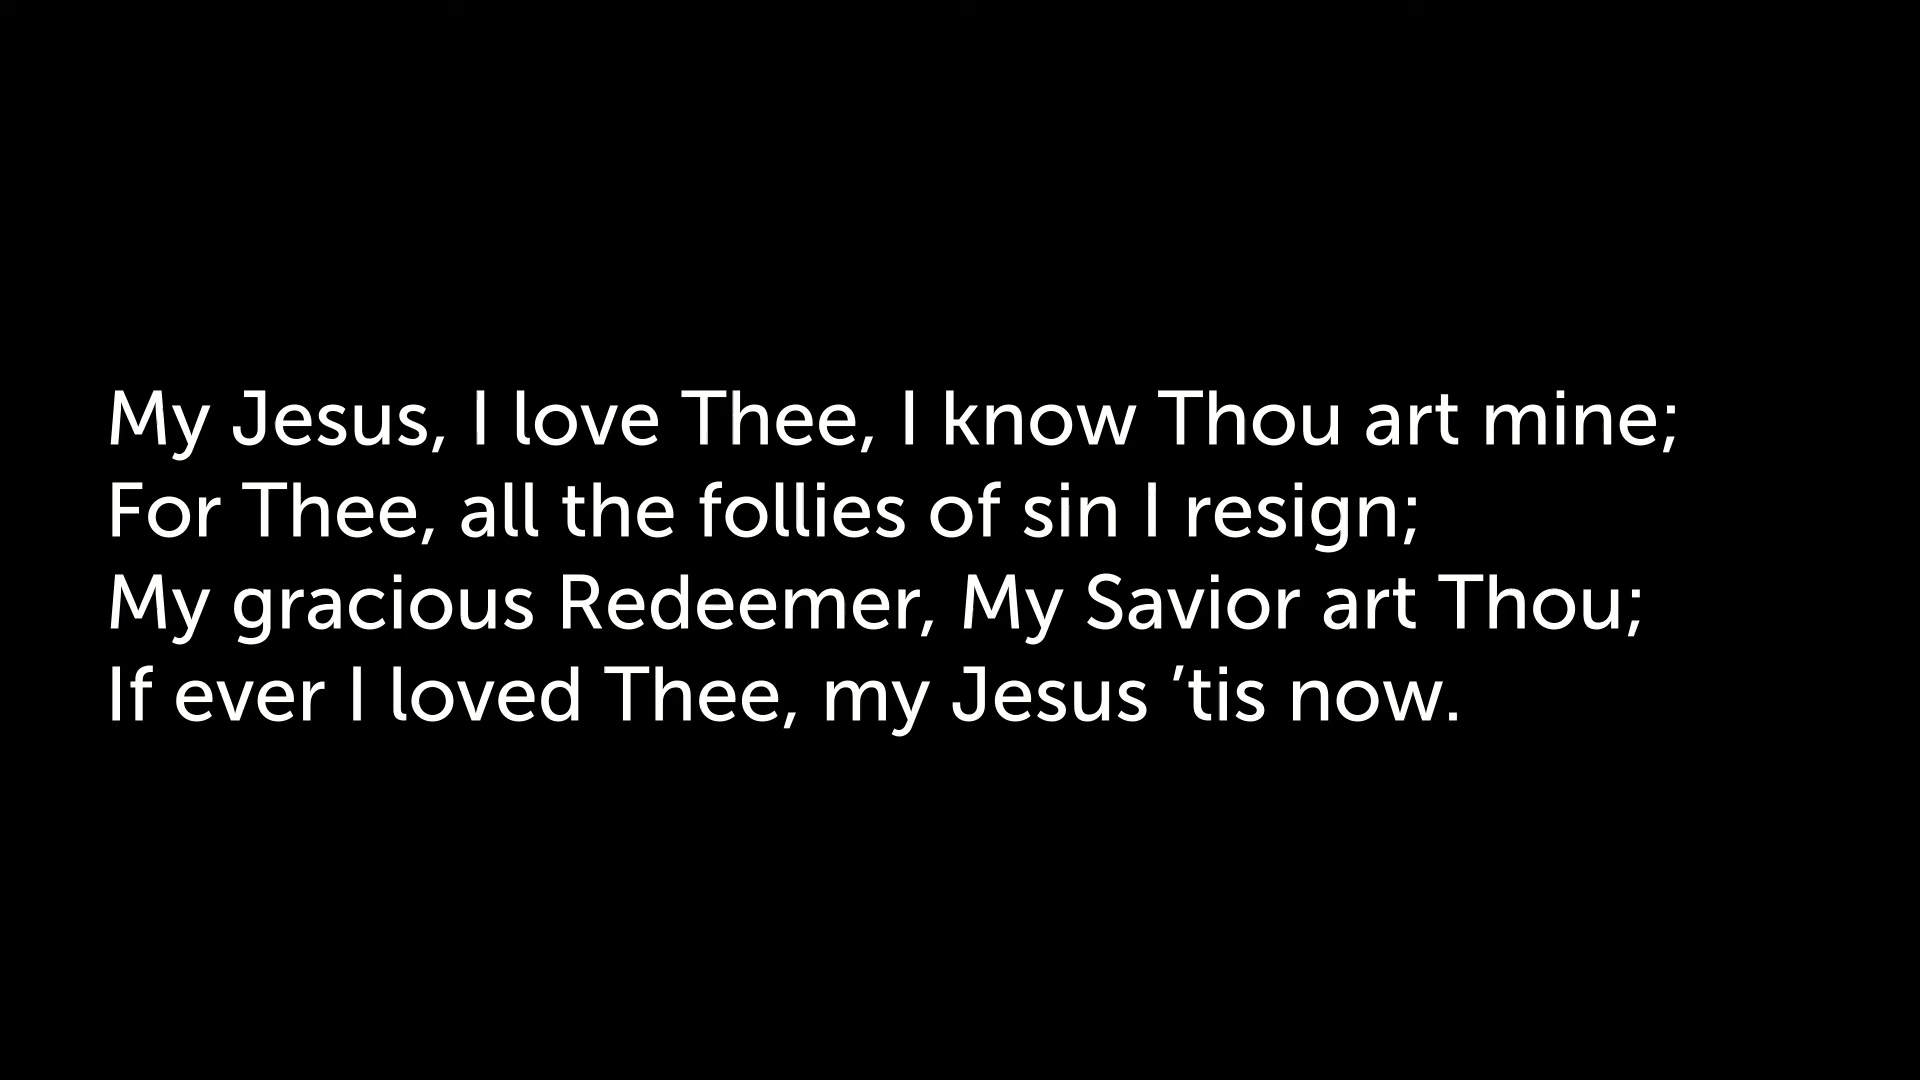 My Jesus, I love Thee, I know Thou art mine;
For Thee, all the follies of sin I resign;
My gracious Redeemer, My Savior art Thou;
If ever I loved Thee, my Jesus ’tis now.